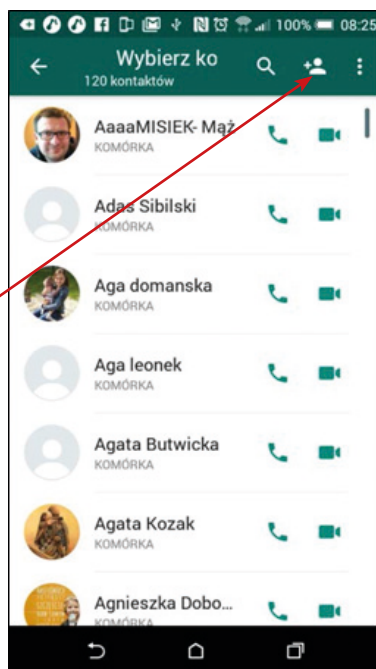 100% 08:25
Wybierz ko
120 kontaktów
AaaaMISIEK- Mąż
KOMÓRKA
Adas Sibilski
KOMÓRKA
Aga domanska
KOMÓRKA
Aga leonek
KOMÓRKA
Agata Butwicka
KOMÓRKA
Agata Kozak
KOMÓRKA
Agnieszka Dobo...
KOMÓRKA